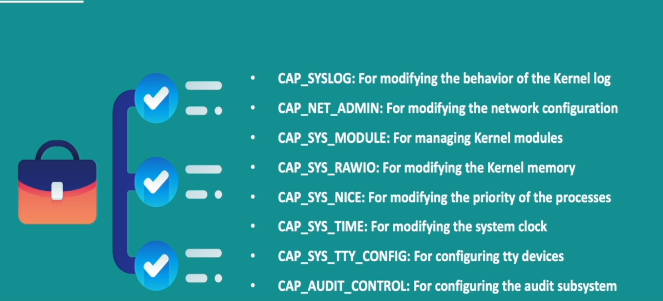 • CAP_SYSLOG: For modifying the behavior of the Kernel log
• CAP_NET_ADMIN: For modifying the network configuration
• CAP_SYS_MODULE: For managing Kernel modules
• CAP_SYS_RAWIO: For modifying the Kernel memory
• CAP_SYS_NICE: For modifying the priority of the processes
• CAP_SYS_TIME: For modifying the system clock
• CAP_SYS_TTY_CONFIG: For configuring tty devices
• CAP_AUDIT_CONTROL: For configuring the audit subsystem